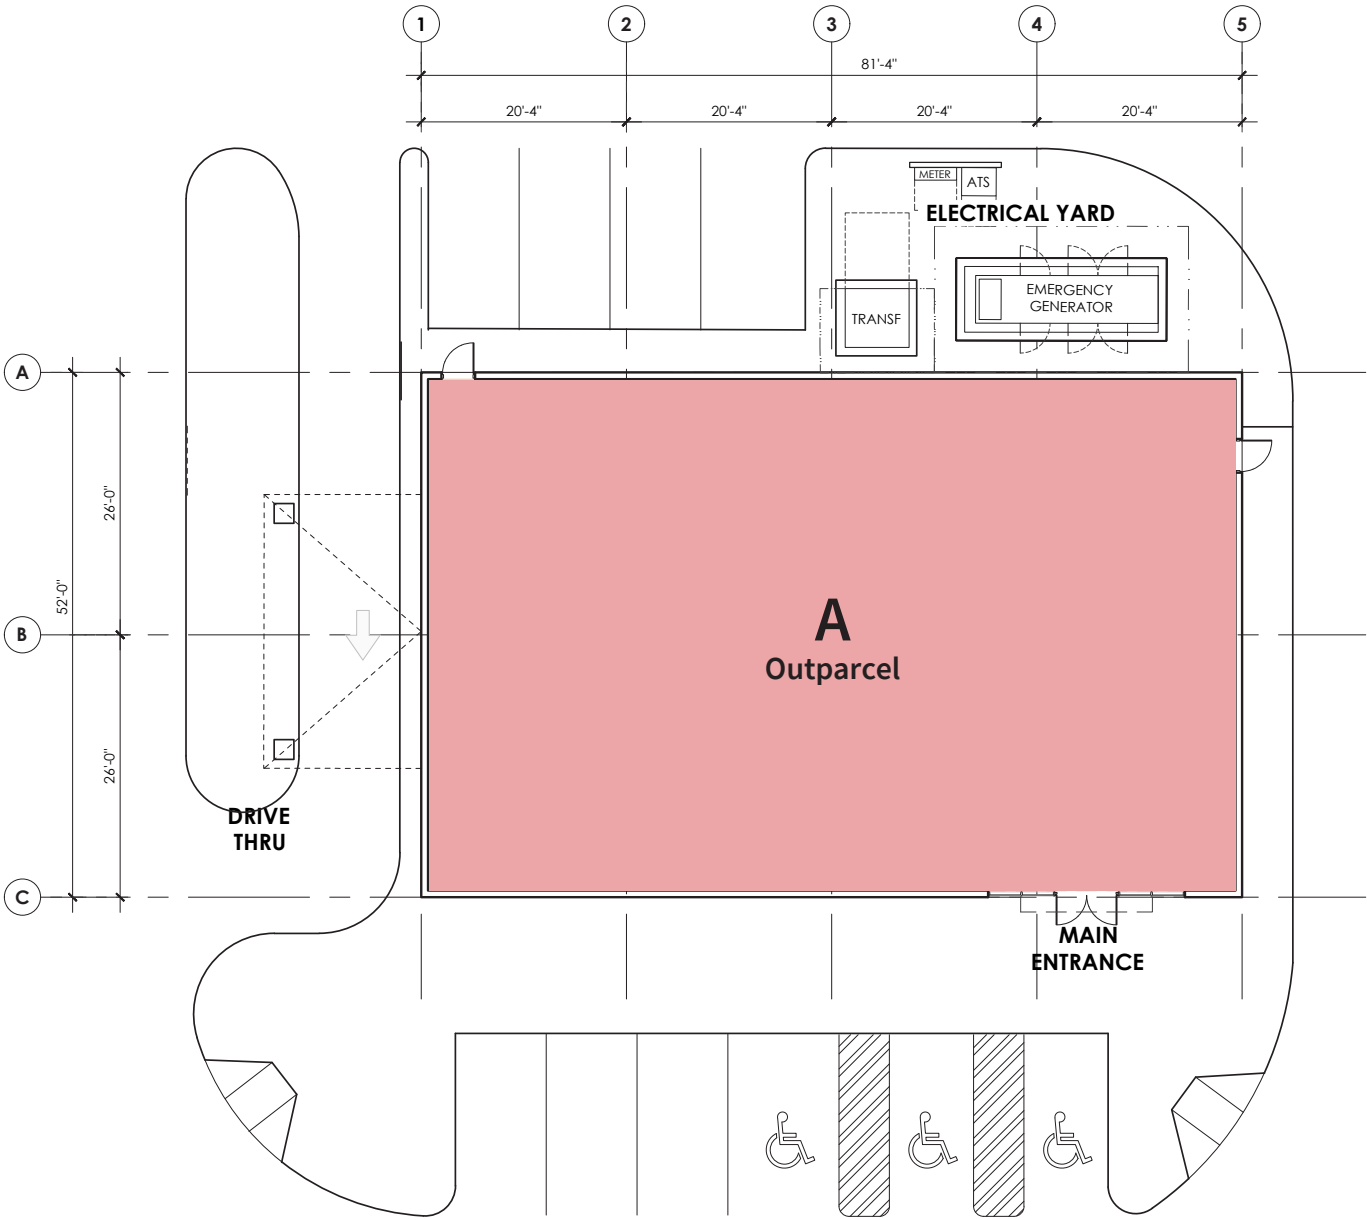 1 2 3 4 5
81'-4"
20'-4" 20'-4" 20'-4" 20'-4"
METER
ATS
ELECTRICAL YARD
EMERGENCY
GENERATOR
TRANSF
A
26'-0"
52'-0"
B
A
Outparcel
26'-0"
DRIVE
THRU
C
MAIN
ENTRANCE